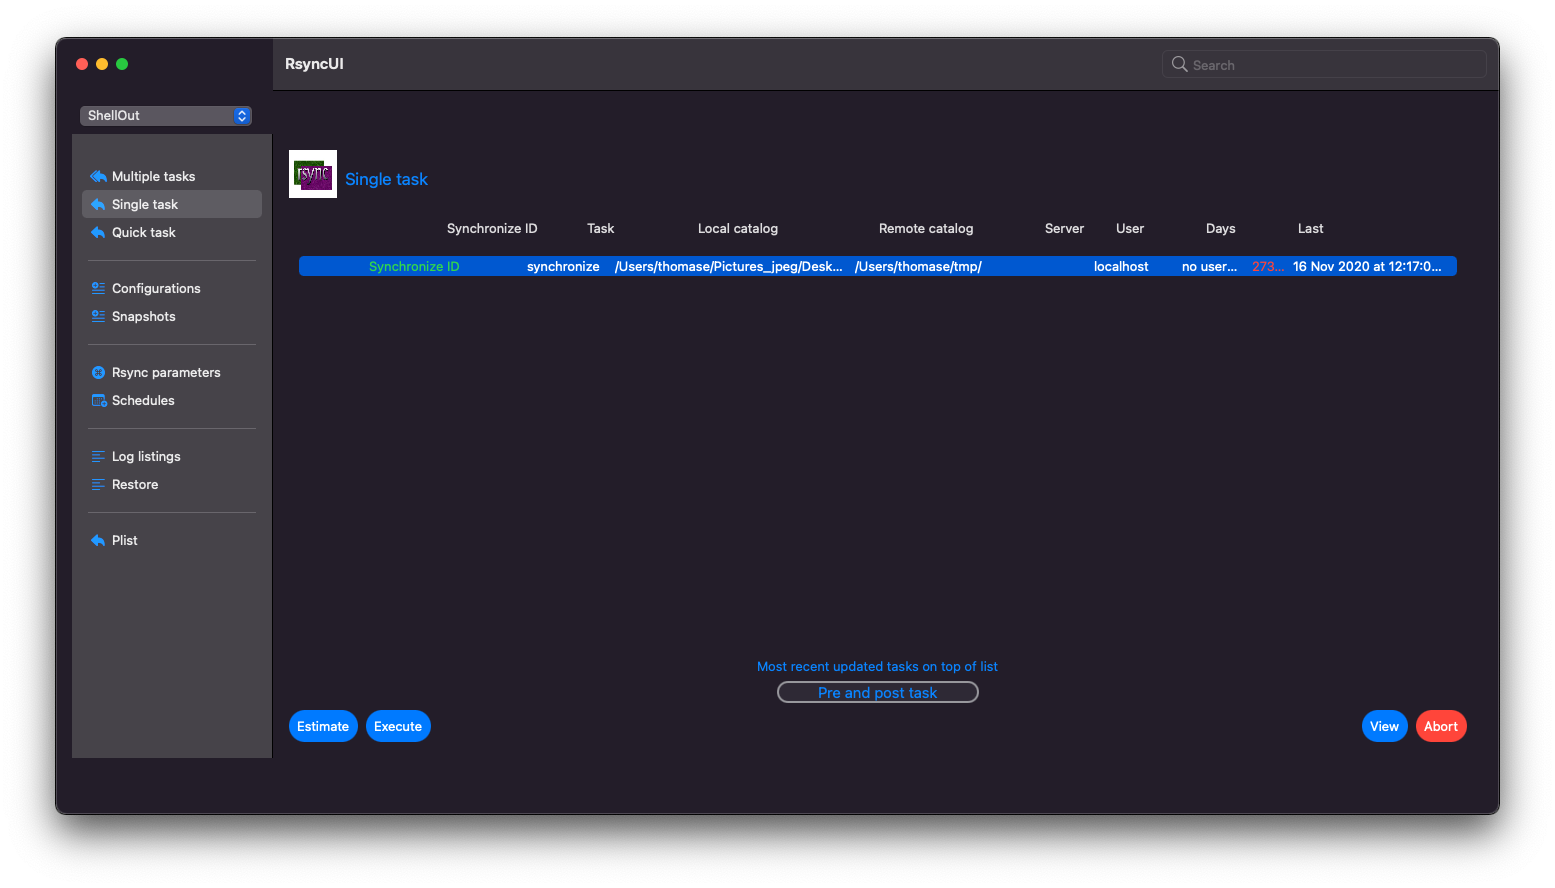 RsyncUI
Search
ShellOut
Multiple tasks
Single task
Quick task
Configurations
Snapshots
Rsync parameters
Schedules
Log listings
Restore
Plist
rsync
Single task
Synchronize ID Task Local catalog Remote catalog Server User Days Last
Synchronize ID synchronize /Users/thomase/Pictures_jpeg/Desk... /Users/thomase/tmp/ localhost no user... 273... 16 Nov 2020 at 12:17:0...
Most recent updated tasks on top of list
Pre and post task
Estimate Execute View Abort